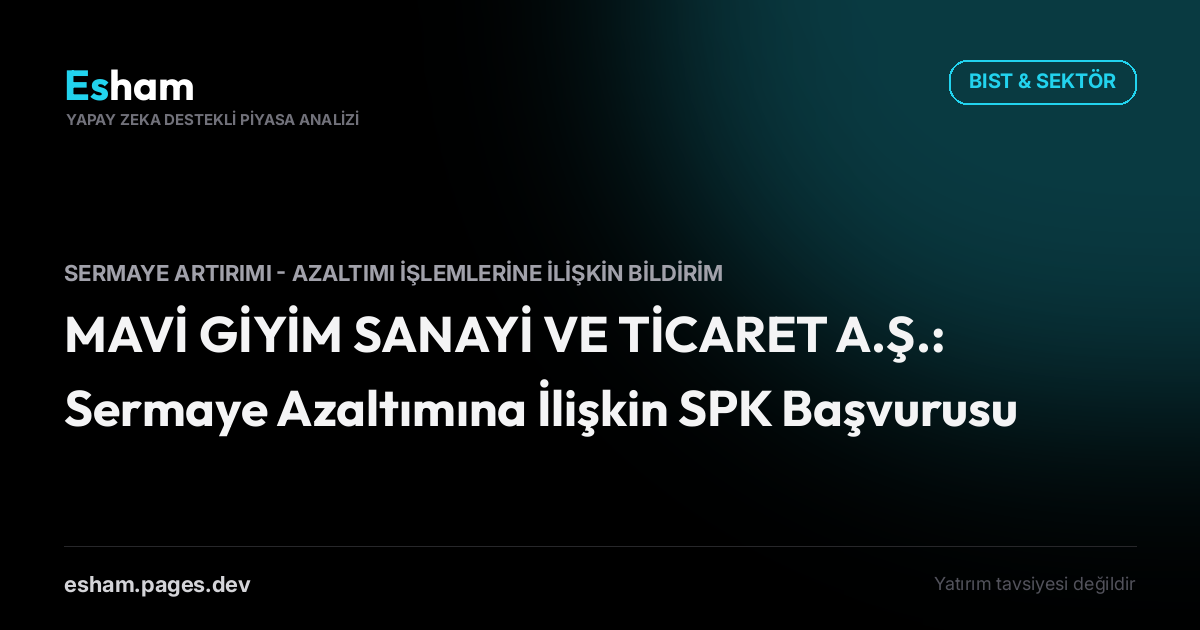 Esham
YAPAY ZEKA DESTEKLİ PİYASA ANALİZİ
BIST & SEKTÖR
SERMAYE ARTIRIMI - AZALTIMI İŞLEMLERİNE İLİŞKİN BİLDİRİM
MAVİ GİYİM SANAYİ VE TİCARET A.Ş.:
Sermaye Azaltımına İlişkin SPK Başvurusu
esham.pages.dev
Yatırım tavsiyesi değildir